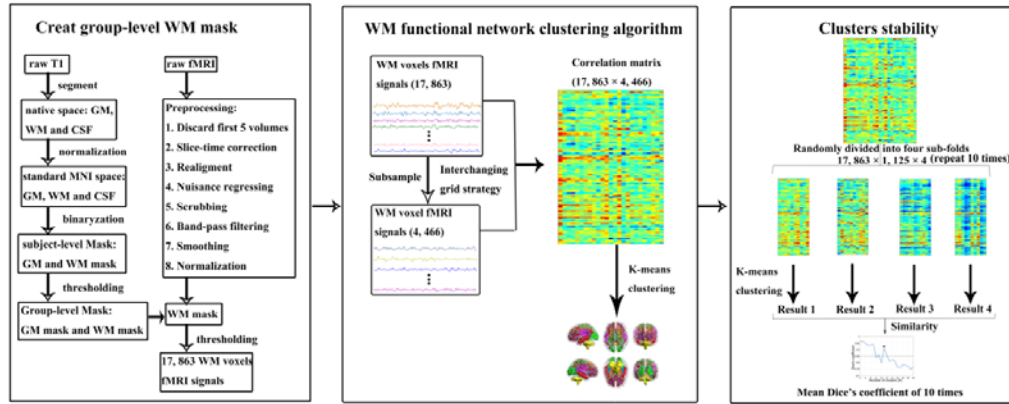 Creat group-level WM mask
raw T1
segment
native space: GM,
WM and CSF
normalization
standard MNI space:
GM, WM and CSF
binaryzation
subject-level Mask:
GM and WM mask
thresholding
Group-level Mask:
GM mask and WM mask
raw fMRI
Preprocessing:
1. Discard first 5 volumes
2. Slice-time correction
3. Realigment
4. Nuisance regressing
5. Scrubbing
6. Band-pass filtering
7. Smoothing
8. Normalization
WM mask
thresholding
17, 863 WM voxels
fMRI signals
WM functional network clustering algorithm
WM voxels fMRI
signals (17, 863)
Subsample
Interchanging
grid strategy
WM voxel fMRI
signals (4, 466)
Correlation matrix
(17, 863 × 4, 466)
K-means
clustering
Clusters stability
Randomly divided into four sub-folds
17, 863 × 1, 125 × 4 (repeat 10 times)
K-means
clustering
Result 1
Result 2
Result 3
Result 4
Similarity
Mean Dice's coefficient of 10 times